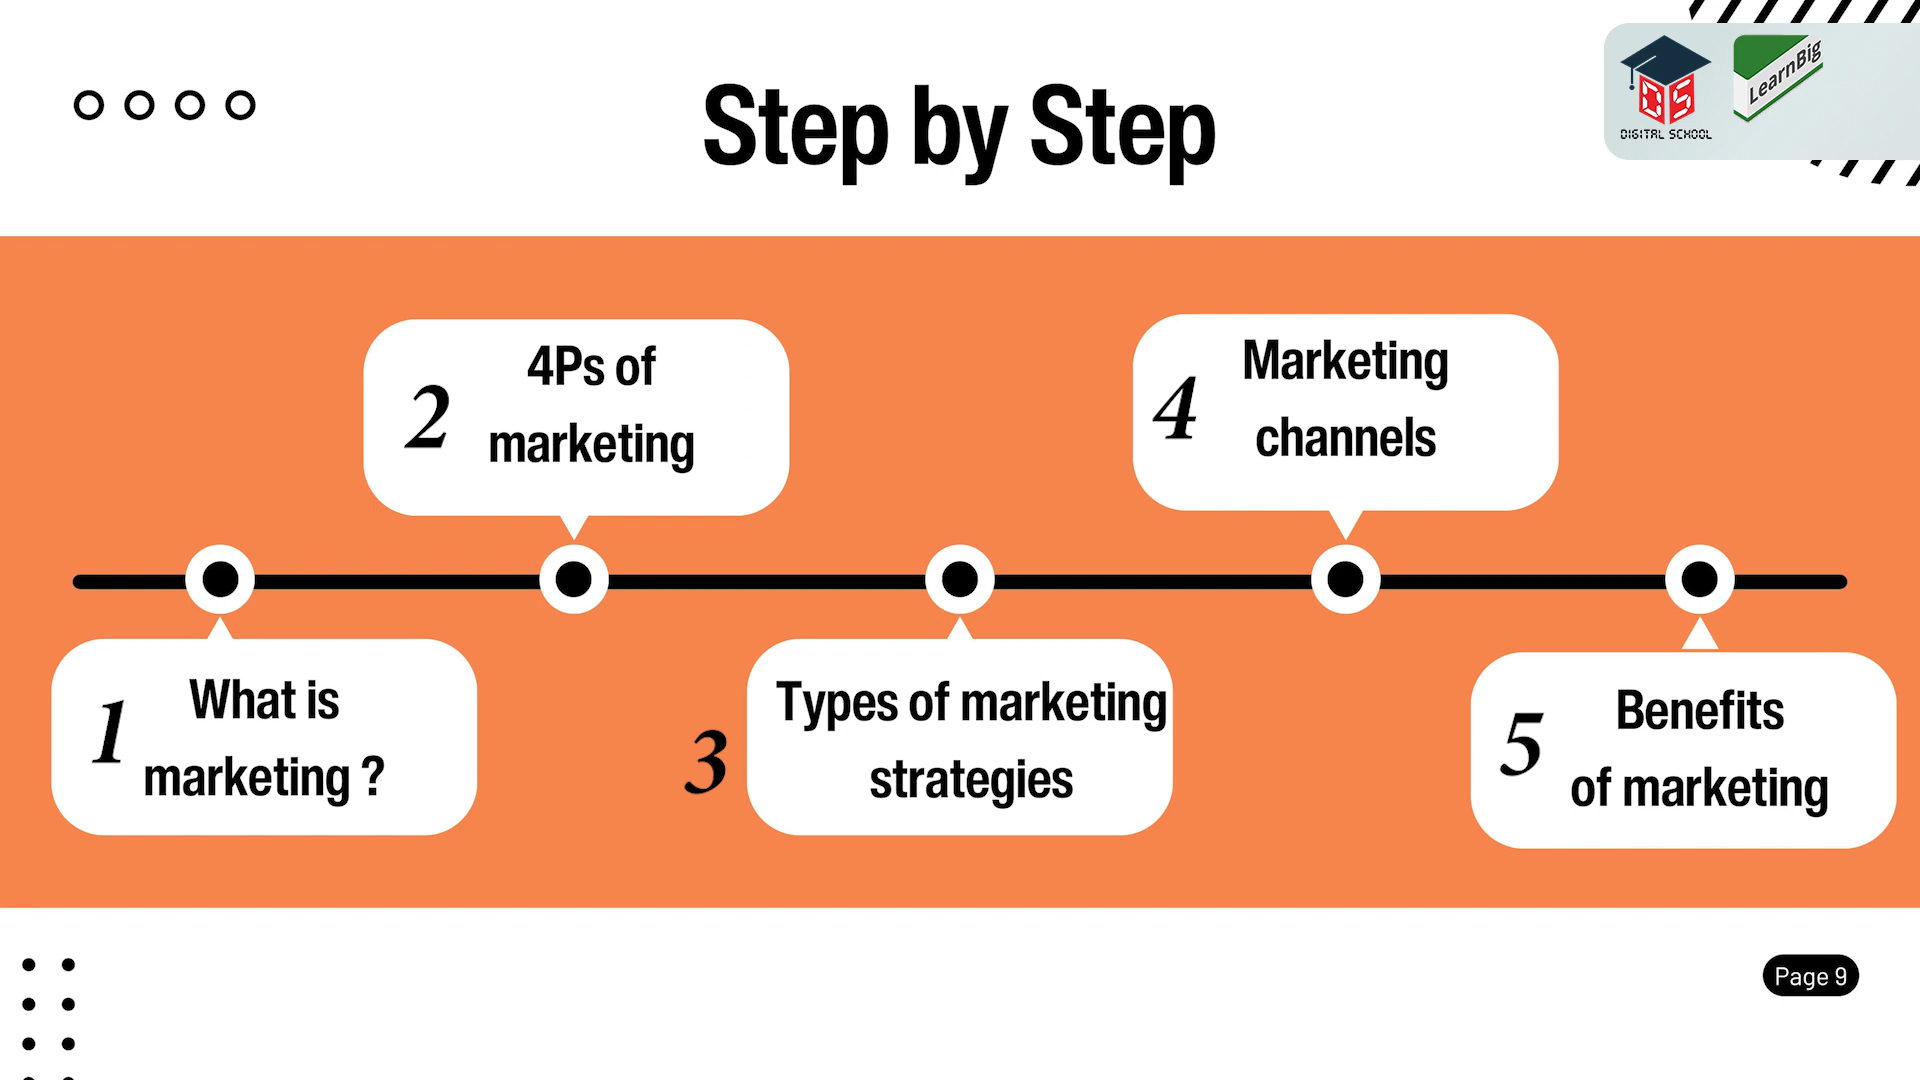 Step by Step
DIGITAL SCHOOL
LearnBig
1
What is
marketing ?
2
4Ps of
marketing
3
Types of marketing
strategies
4
Marketing
channels
5
Benefits
of marketing
Page 9